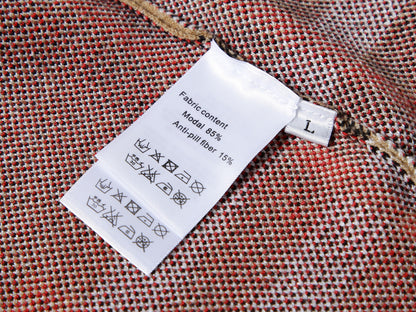 Fabric content
Modal 85%
Anti-pill fiber 15%
L